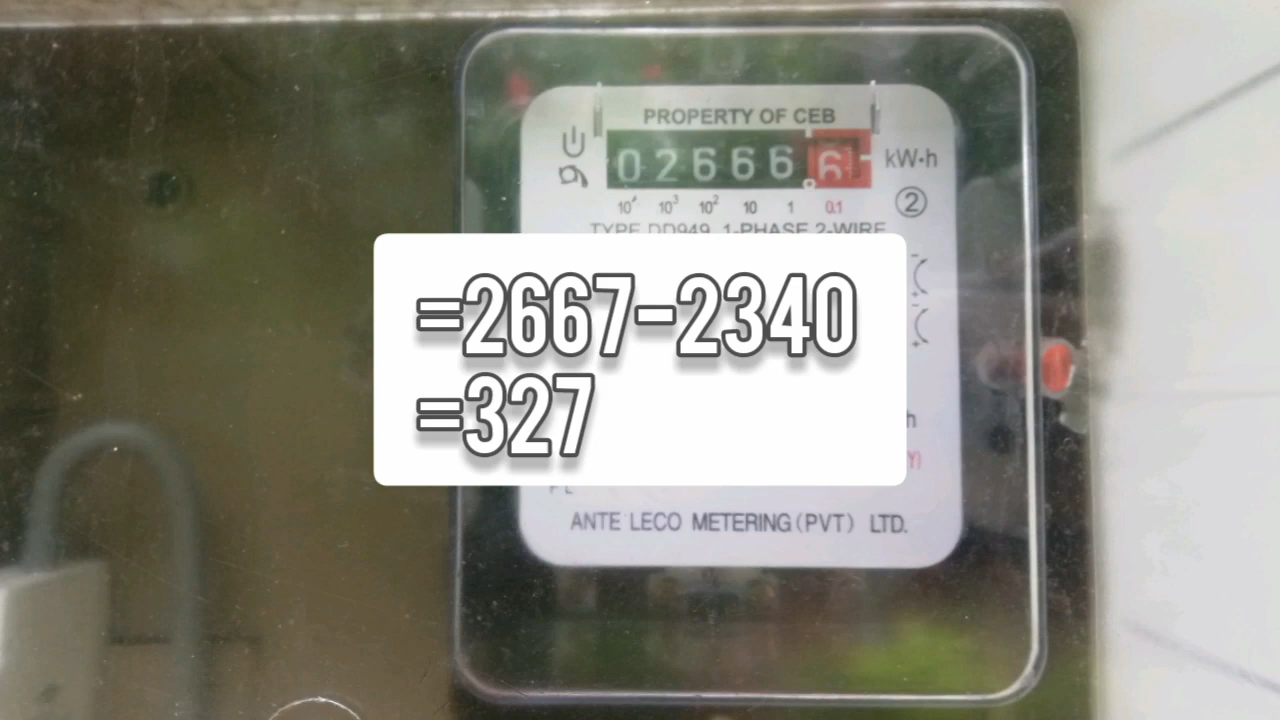 PROPERTY OF CEB
02666 6 kW·h
10⁴ 10³ 10² 10 1 0.1 ②
TYPE DD949 1-PHASE 2-WIRE
=2667-2340
=327
h
ANTE LECO METERING(PVT) LTD.